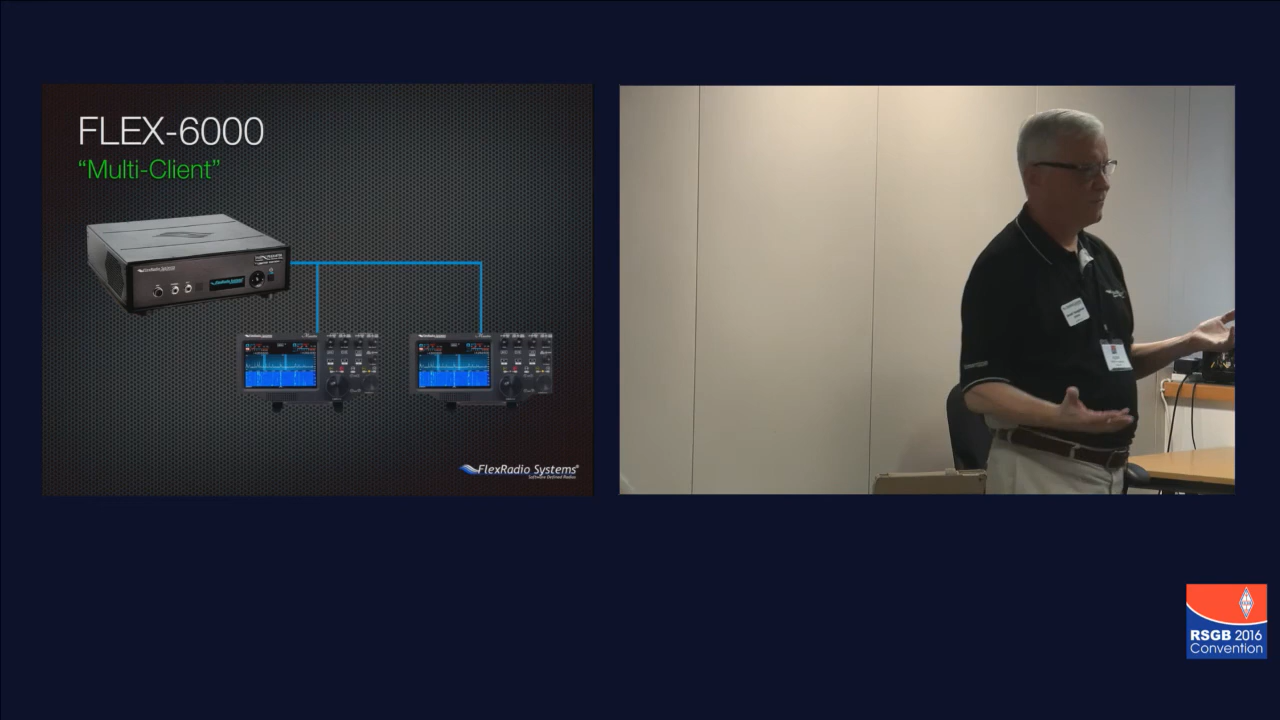 FLEX-6000
“Multi-Client”
FlexRadio Systems®
Software Defined Radios
RSGB 2016
Convention